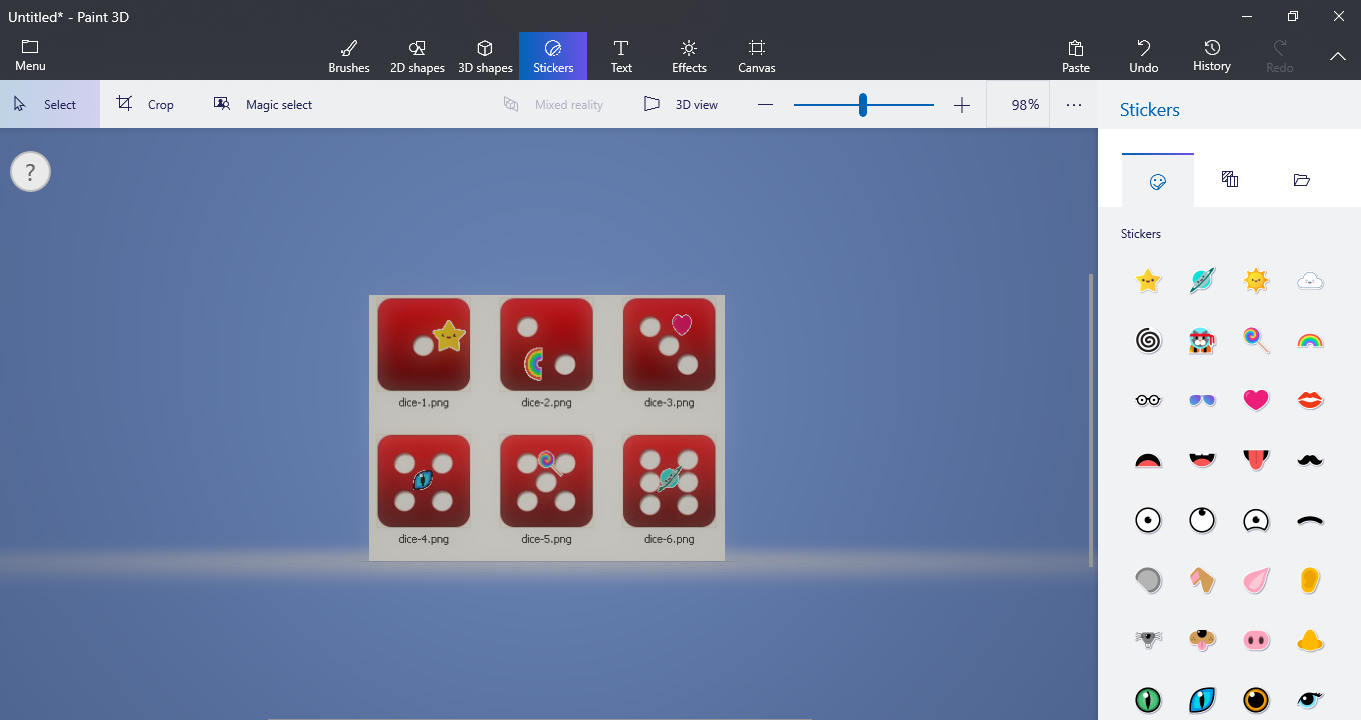 Untitled* - Paint 3D
Menu
Brushes 2D shapes 3D shapes Stickers Text Effects Canvas Paste Undo History Redo
Select Crop Magic select Mixed reality 3D view 98% ...
Stickers
?
Stickers
dice-1.png dice-2.png dice-3.png
dice-4.png dice-5.png dice-6.png